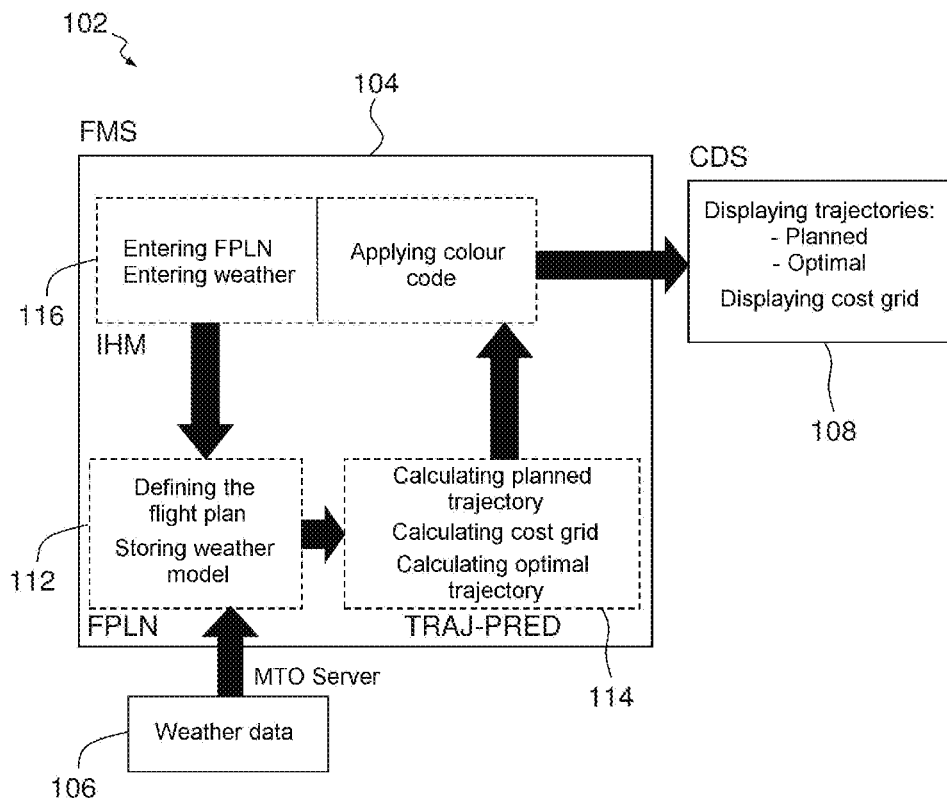 102
104
FMS
CDS
Entering FPLN
Entering weather
Applying colour
code
Displaying trajectories:
- Planned
- Optimal
Displaying cost grid
116
IHM
108
Defining the
flight plan
Storing weather
model
Calculating planned
trajectory
Calculating cost grid
Calculating optimal
trajectory
112
FPLN
TRAJ-PRED
MTO Server
114
Weather data
106